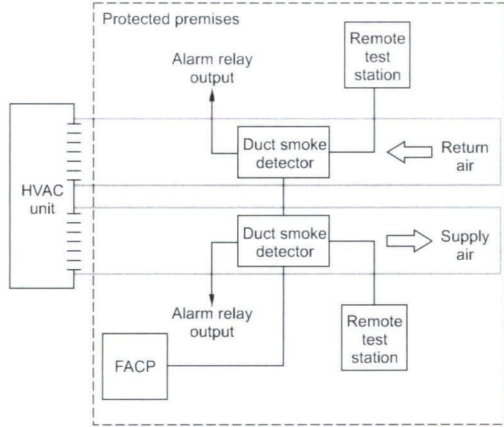 Protected premises
Alarm relay
output
Remote
test
station
HVAC
unit
Duct smoke
detector
Return
air
Duct smoke
detector
Supply
air
Alarm relay
output
Remote
test
station
FACP